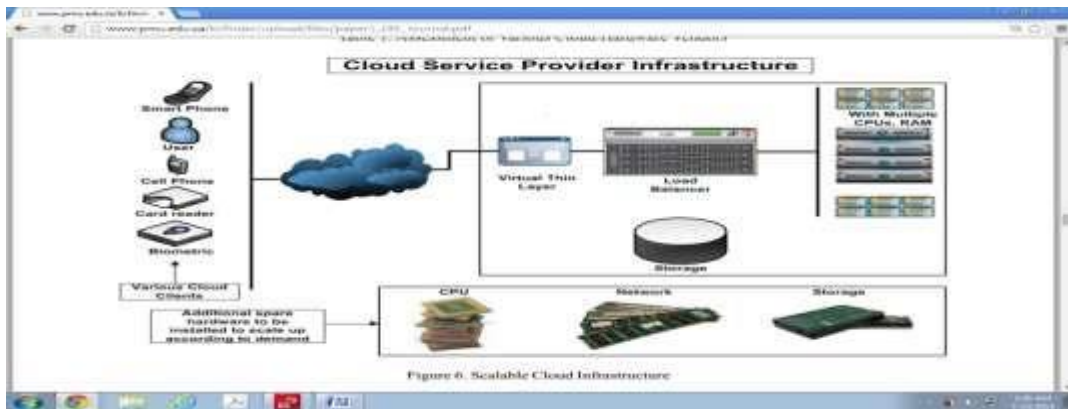 Cloud Service Provider Infrastructure
Smart Phone
User
Cell Phone
Card reader
Biometric
Various Cloud
Clients
Virtual Thin
Layer
Load
Balancer
With Multiple
CPUs, RAM
Storage
Additional spare
hardware to be
installed to scale up
according to demand
CPU
Network
Storage
Figure 6. Scalable Cloud Infrastructure